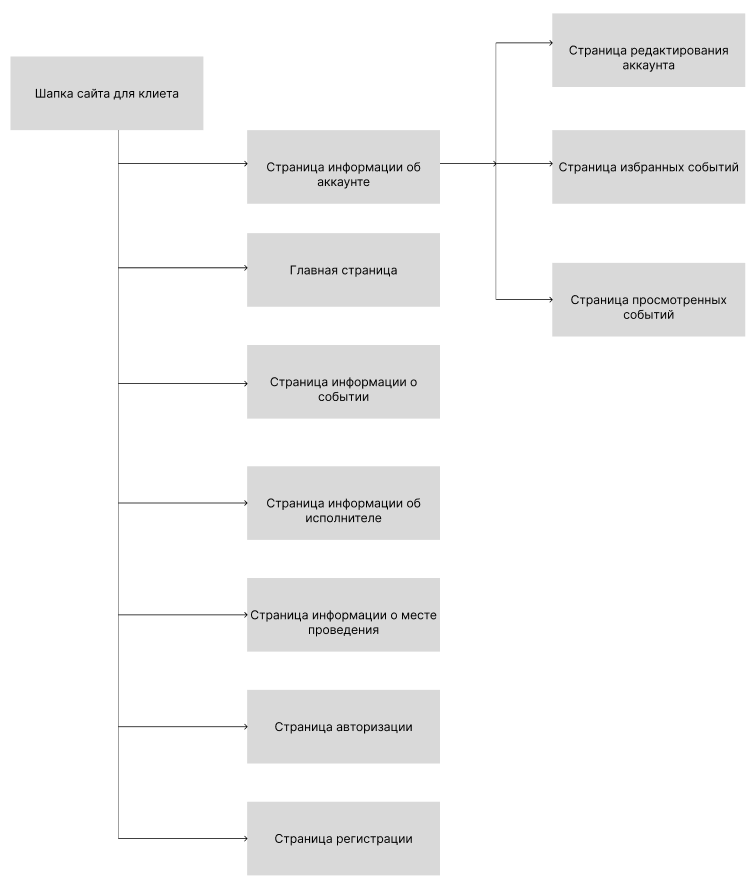 Страница редактирования
аккаунта
Шапка сайта для клиета
Страница информации об
аккаунте
Страница избранных событий
Главная страница
Страница просмотренных
событий
Страница информации о
событии
Страница информации об
исполнителе
Страница информации о месте
проведения
Страница авторизации
Страница регистрации